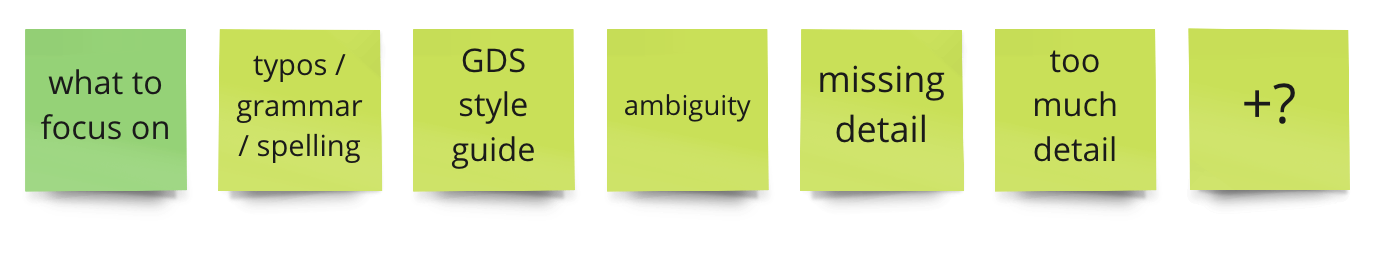 what to
focus on
typos /
grammar
/ spelling
GDS
style
guide
ambiguity
missing
detail
too
much
detail
+?